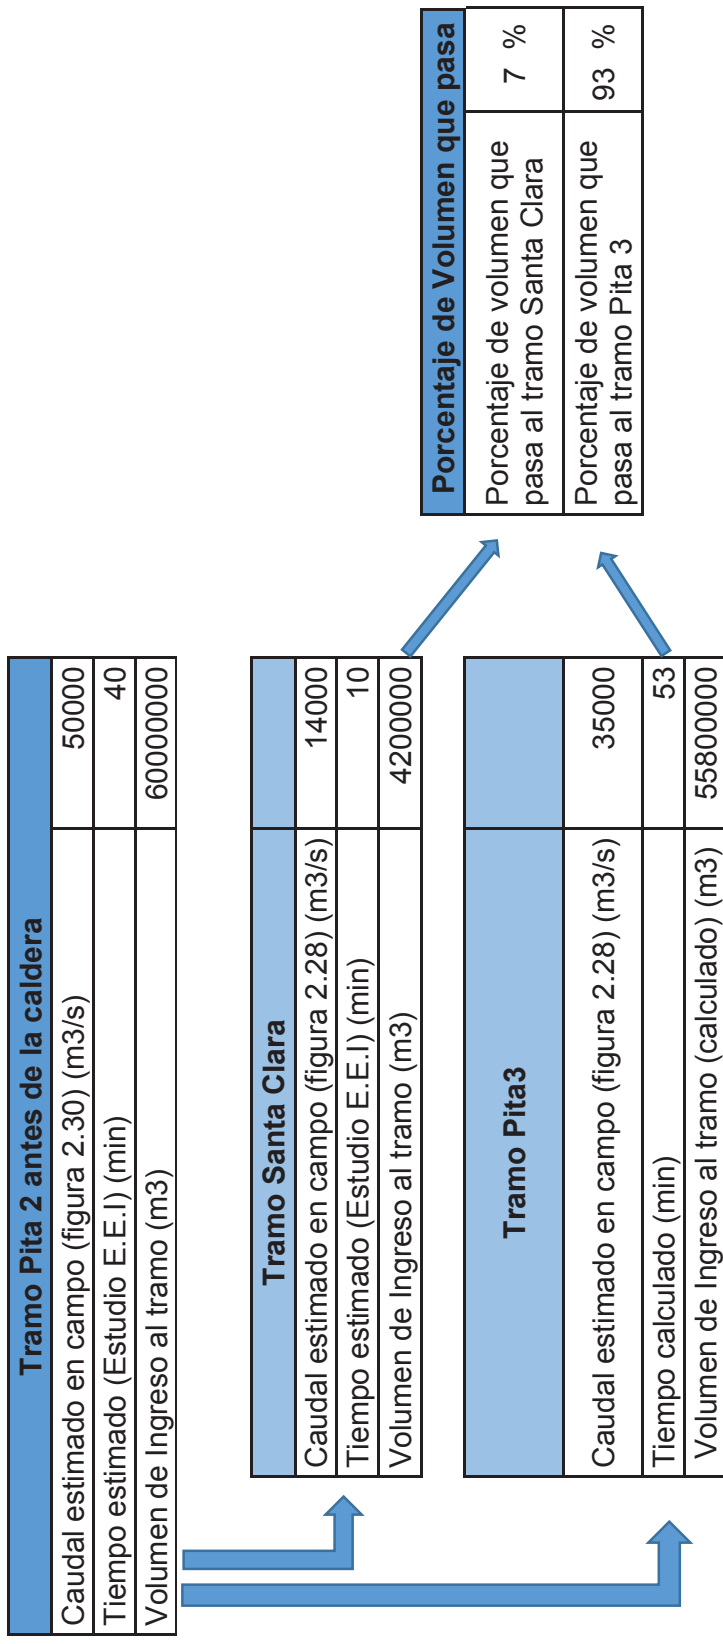 Tramo Pita 2 antes de la caldera
Caudal estimado en campo (figura 2.30) (m3/s) 50000
Tiempo estimado (Estudio E.E.I) (min) 40
Volumen de Ingreso al tramo (m3) 60000000
Tramo Santa Clara
Caudal estimado en campo (figura 2.28) (m3/s) 14000
Tiempo estimado (Estudio E.E.I) (min) 10
Volumen de Ingreso al tramo (m3) 4200000
Tramo Pita3
Caudal estimado en campo (figura 2.28) (m3/s) 35000
Tiempo calculado (min) 53
Volumen de Ingreso al tramo (calculado) (m3) 55800000
Porcentaje de Volumen que pasa
Porcentaje de volumen que
pasa al tramo Santa Clara
7 %
Porcentaje de volumen que
pasa al tramo Pita 3
93 %